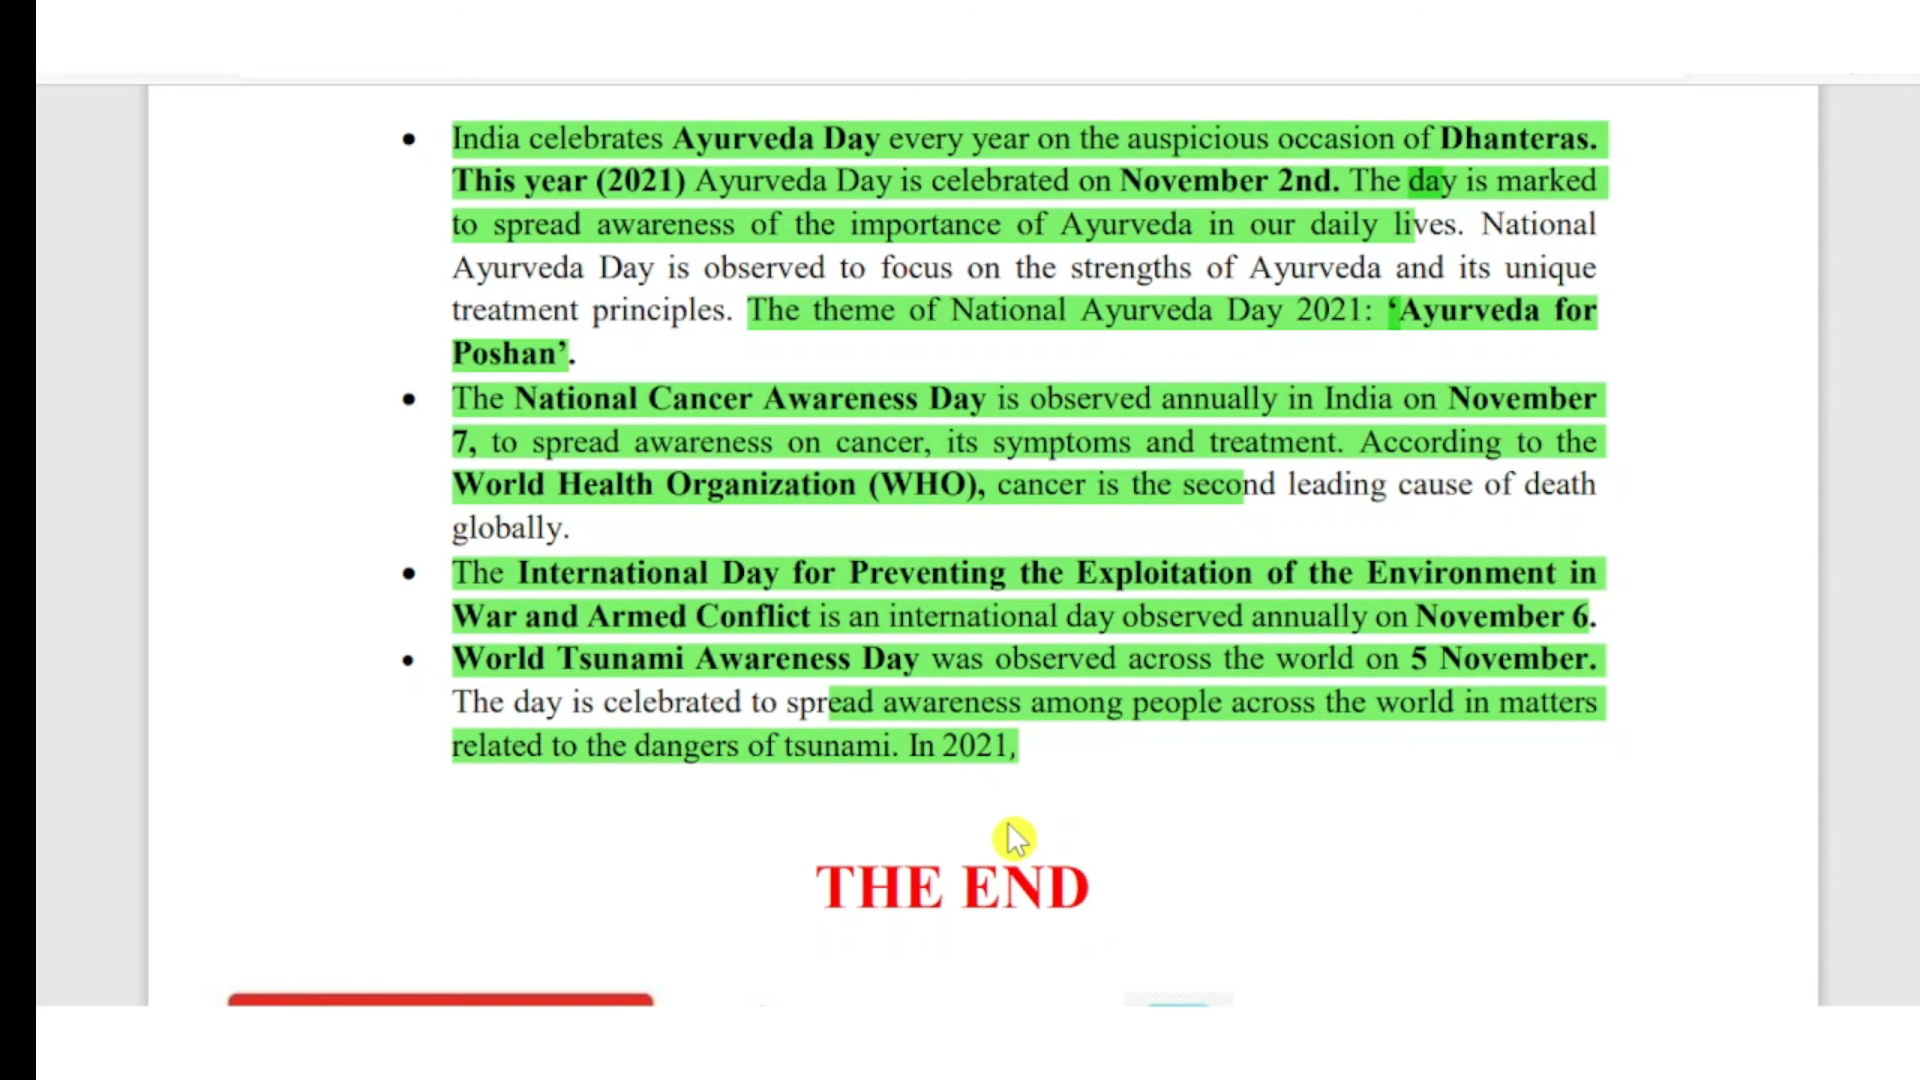 • India celebrates Ayurveda Day every year on the auspicious occasion of Dhanteras.
This year (2021) Ayurveda Day is celebrated on November 2nd. The day is marked
to spread awareness of the importance of Ayurveda in our daily lives. National
Ayurveda Day is observed to focus on the strengths of Ayurveda and its unique
treatment principles. The theme of National Ayurveda Day 2021: ‘Ayurveda for
Poshan’.
• The National Cancer Awareness Day is observed annually in India on November
7, to spread awareness on cancer, its symptoms and treatment. According to the
World Health Organization (WHO), cancer is the second leading cause of death
globally.
• The International Day for Preventing the Exploitation of the Environment in
War and Armed Conflict is an international day observed annually on November 6.
• World Tsunami Awareness Day was observed across the world on 5 November.
The day is celebrated to spread awareness among people across the world in matters
related to the dangers of tsunami. In 2021,
THE END